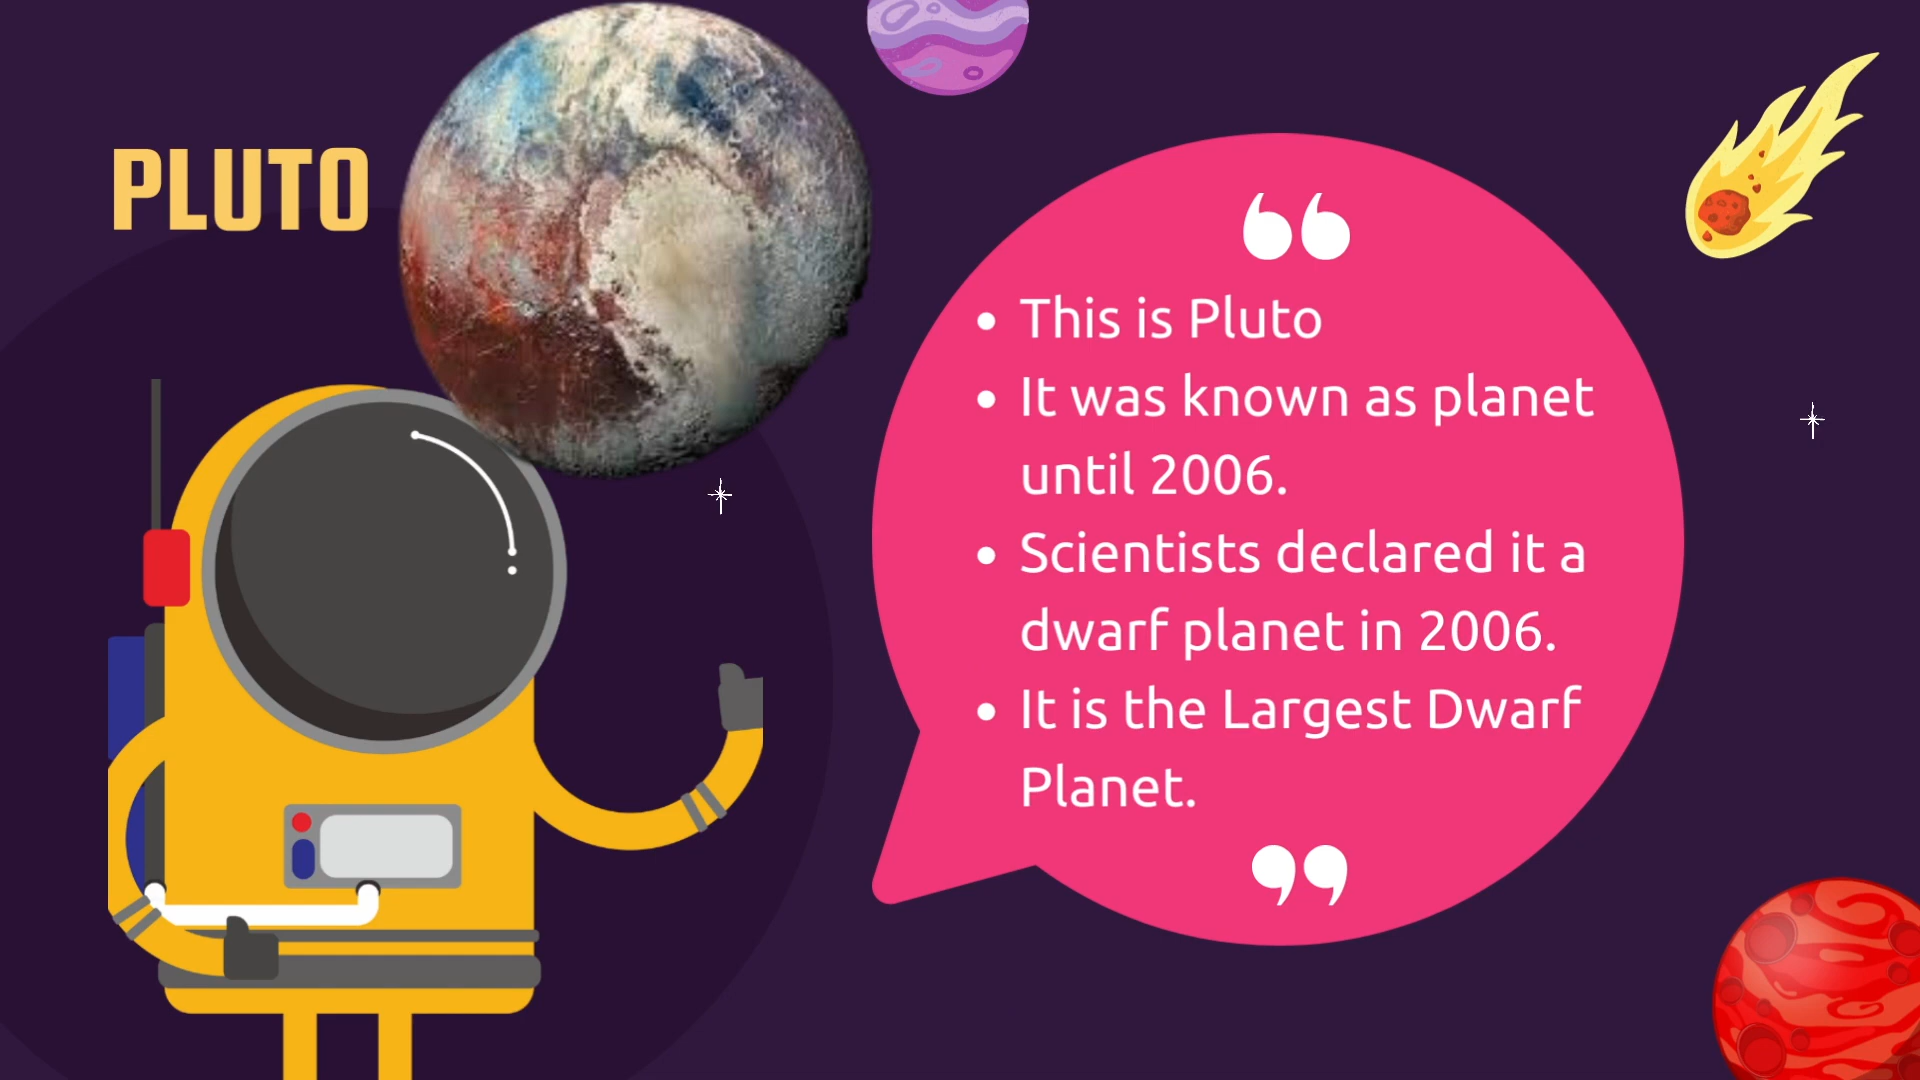 PLUTO
“
• This is Pluto
• It was known as planet
until 2006.
• Scientists declared it a
dwarf planet in 2006.
• It is the Largest Dwarf
Planet.
”